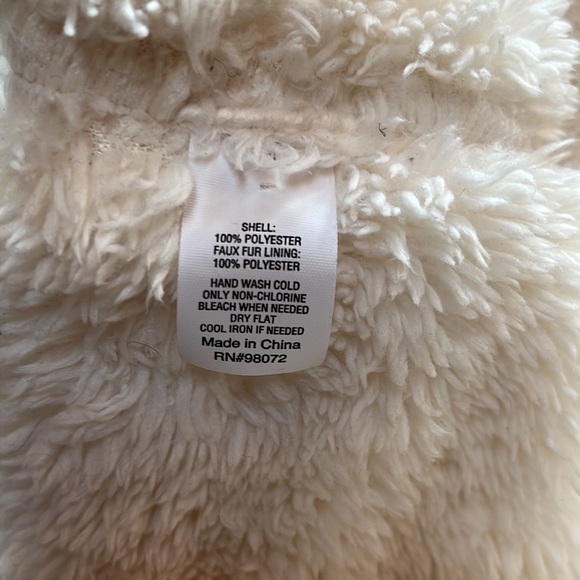 SHELL:
100% POLYESTER
FAUX FUR LINING:
100% POLYESTER
HAND WASH COLD
ONLY NON-CHLORINE
BLEACH WHEN NEEDED
DRY FLAT
COOL IRON IF NEEDED
Made in China
RN#98072